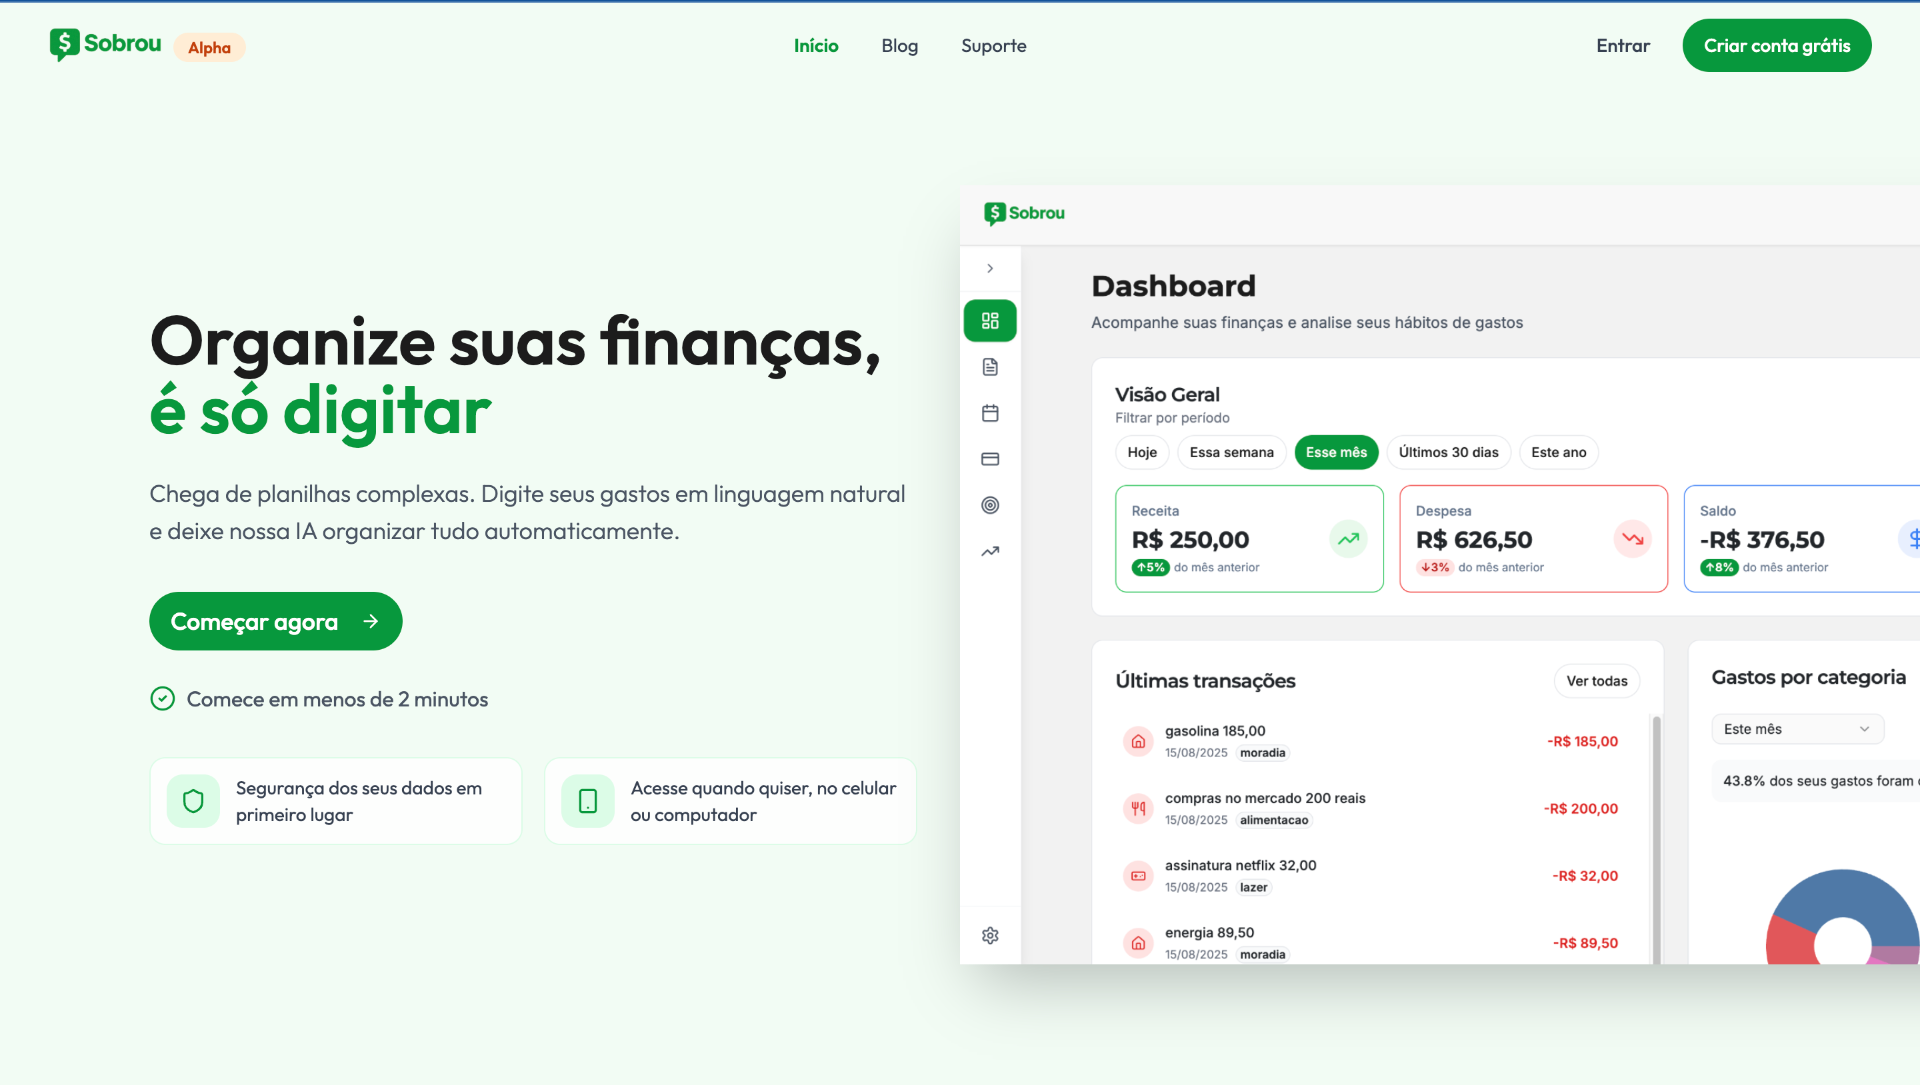 Sobrou
Alpha
Início
Blog
Suporte
Entrar
Criar conta grátis
Organize suas finanças,
é só digitar
Chega de planilhas complexas. Digite seus gastos em linguagem natural
e deixe nossa IA organizar tudo automaticamente.
Começar agora
Comece em menos de 2 minutos
Segurança dos seus dados em
primeiro lugar
Acesse quando quiser, no celular
ou computador
Sobrou
Dashboard
Acompanhe suas finanças e analise seus hábitos de gastos
Visão Geral
Filtrar por período
Hoje
Essa semana
Esse mês
Últimos 30 dias
Este ano
Receita
R$ 250,00
↑5% do mês anterior
Despesa
R$ 626,50
↓3% do mês anterior
Saldo
-R$ 376,50
↑8% do mês anterior
Últimas transações
Ver todas
gasolina 185,00
15/08/2025 moradia
-R$ 185,00
compras no mercado 200 reais
15/08/2025 alimentacao
-R$ 200,00
assinatura netflix 32,00
15/08/2025 lazer
-R$ 32,00
energia 89,50
15/08/2025 moradia
-R$ 89,50
Gastos por categoria
Este mês
43.8% dos seus gastos foram